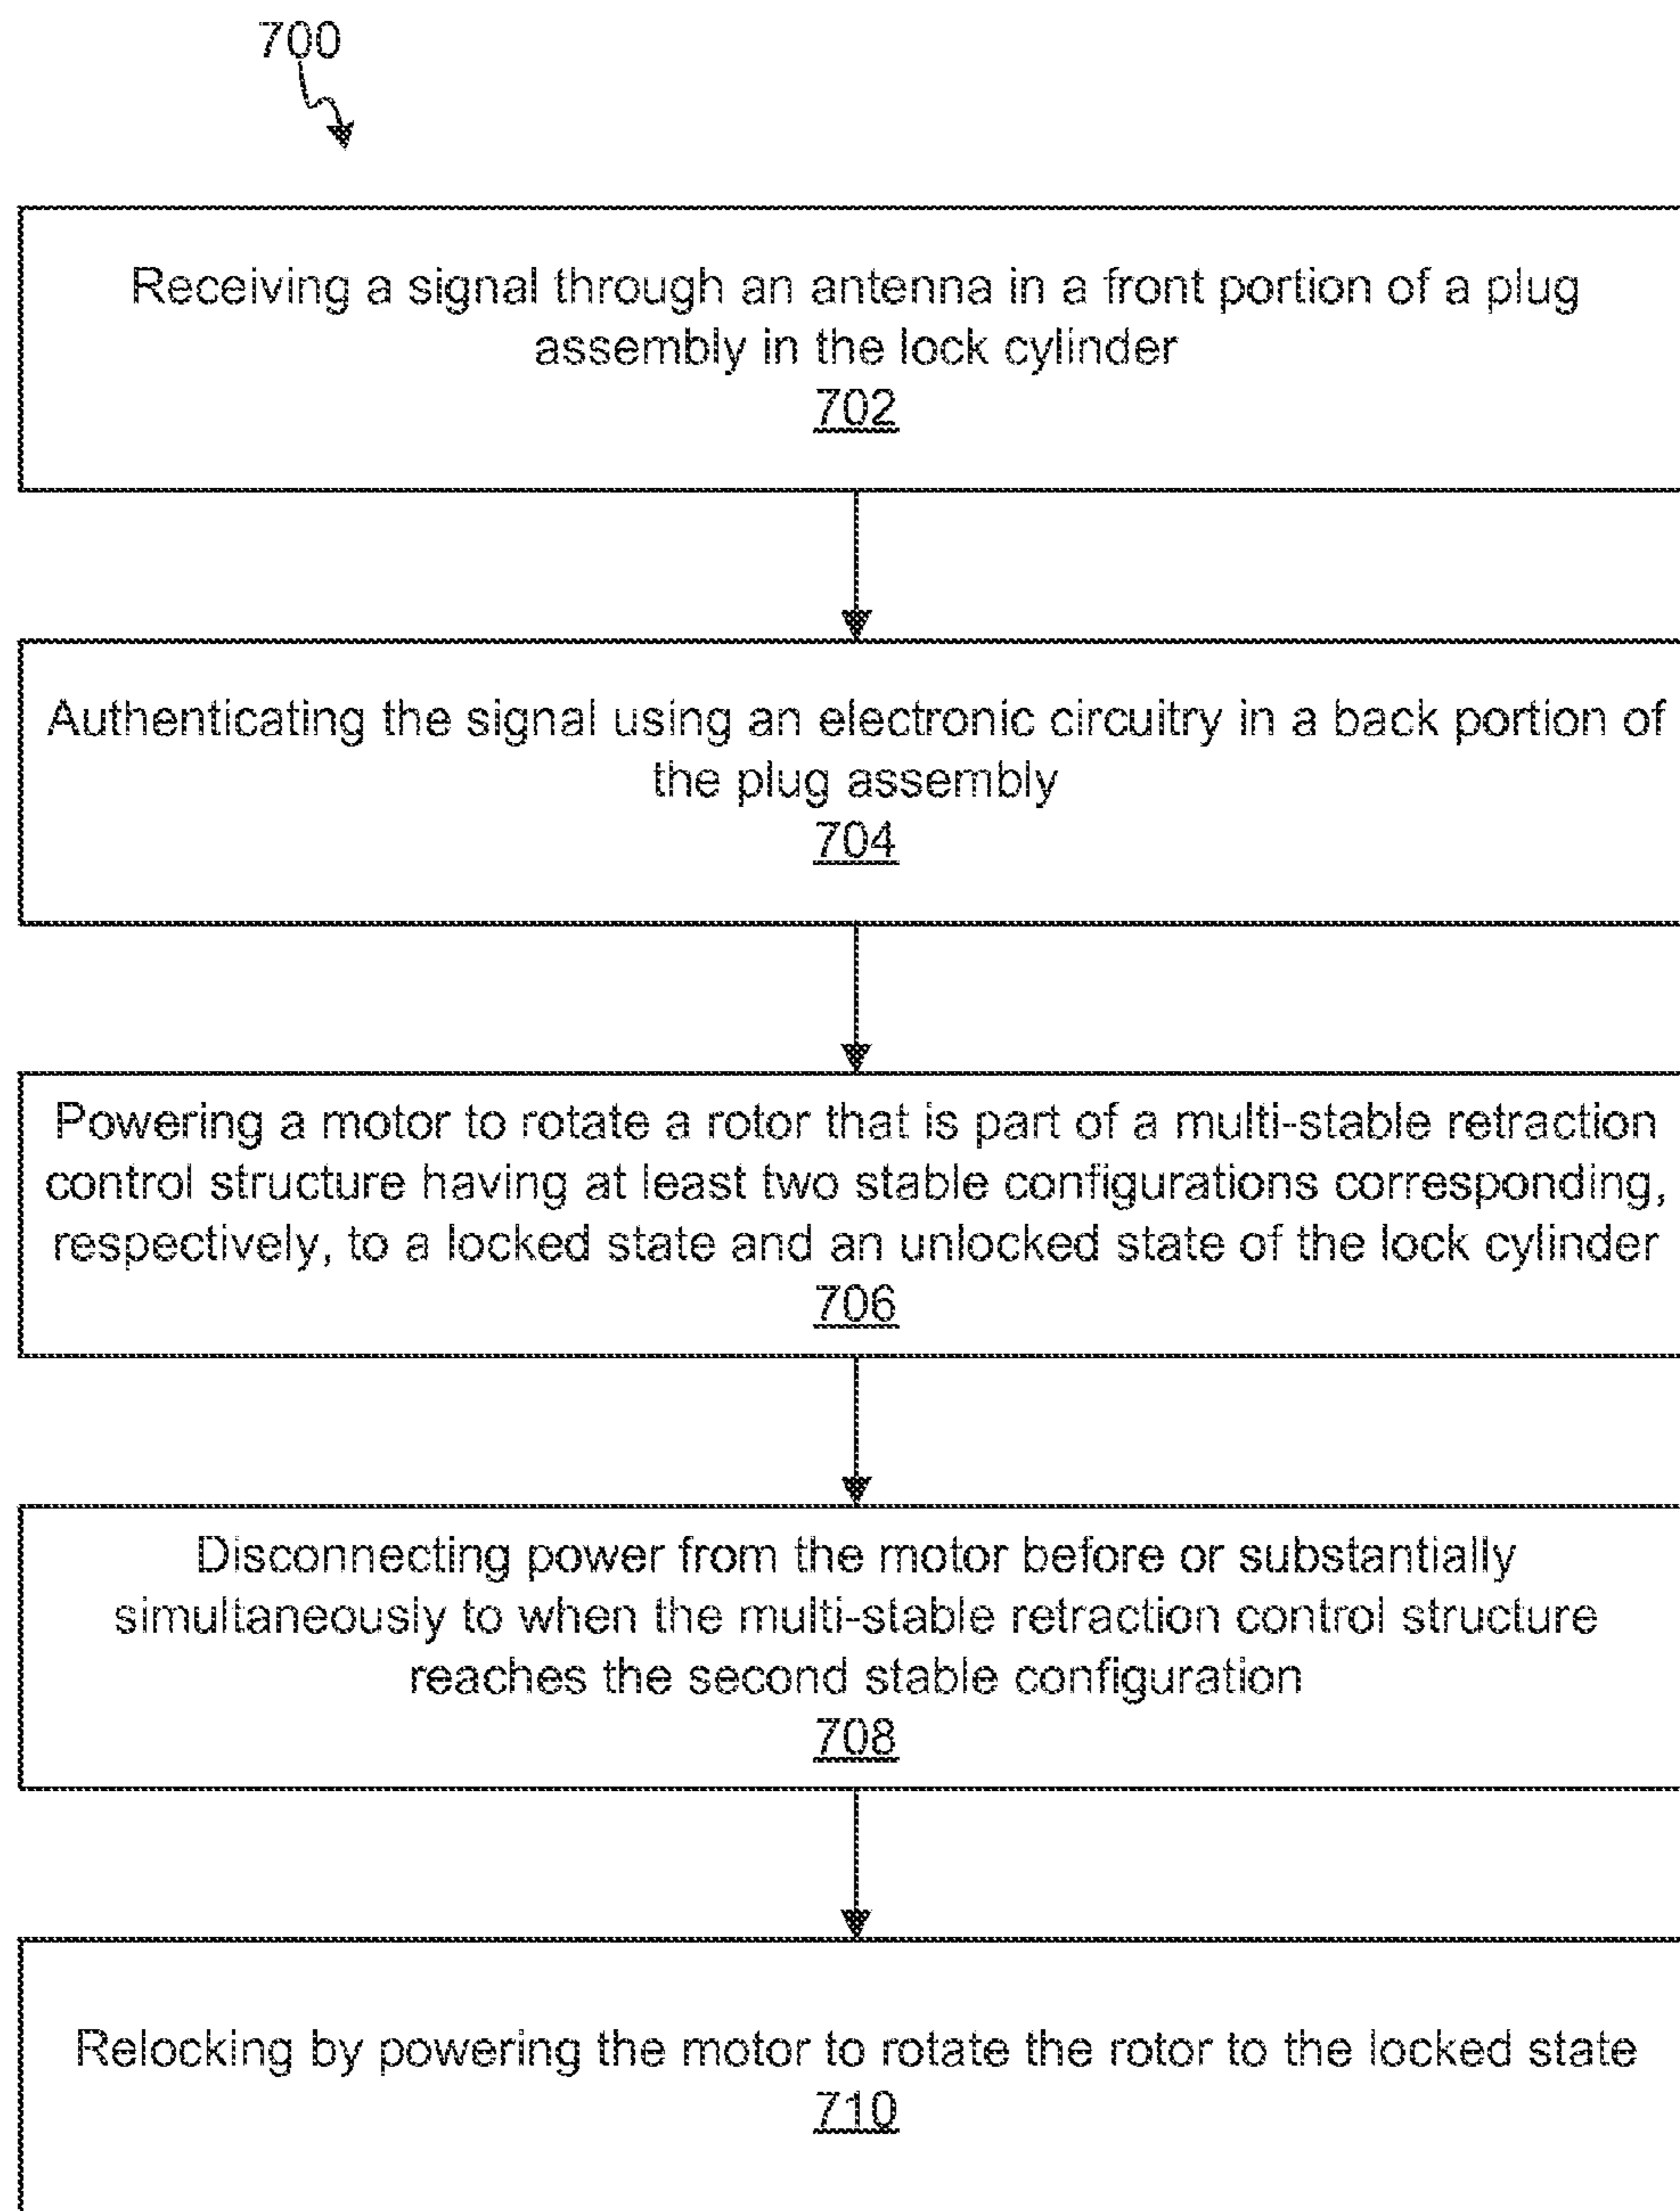 700
Receiving a signal through an antenna in a front portion of a plug
assembly in the lock cylinder
702
Authenticating the signal using an electronic circuitry in a back portion of
the plug assembly
704
Powering a motor to rotate a rotor that is part of a multi-stable retraction
control structure having at least two stable configurations corresponding,
respectively, to a locked state and an unlocked state of the lock cylinder
706
Disconnecting power from the motor before or substantially
simultaneously to when the multi-stable retraction control structure
reaches the second stable configuration
708
Relocking by powering the motor to rotate the rotor to the locked state
710